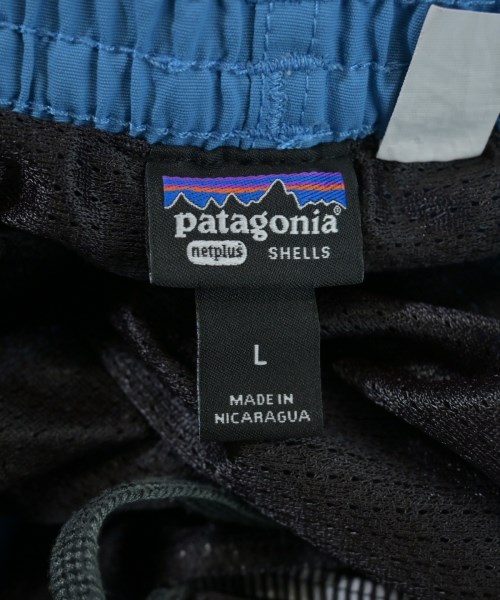 patagonia®
netplus SHELLS
L
MADE IN
NICARAGUA